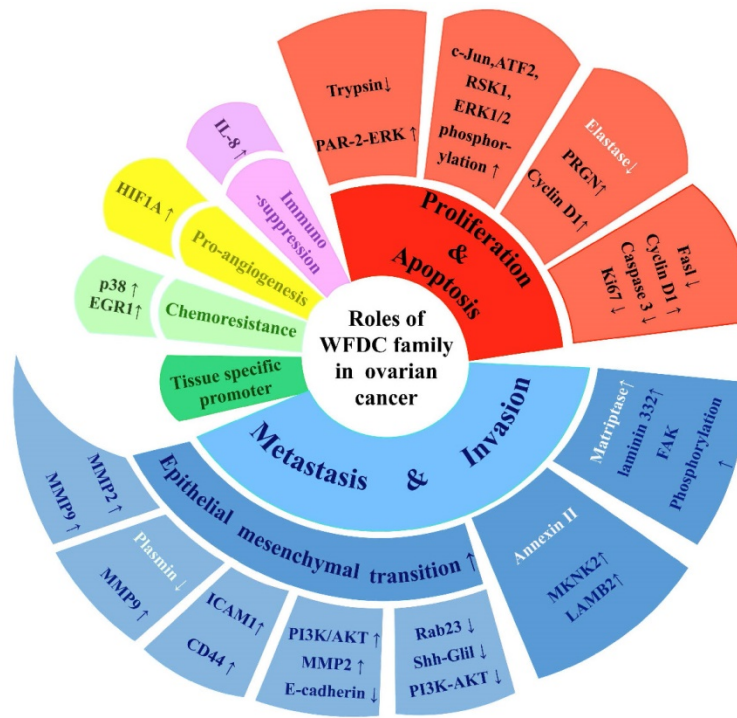 Roles of
WFDC family
in ovarian
cancer
Proliferation
&
Apoptosis
Trypsin↓
PAR-2-ERK ↑
c-Jun,ATF2,
RSK1,
ERK1/2
phosphor-
ylation ↑
Elastase↓
PRGN↑
Cyclin D1↑
Fasl ↓
Cyclin D1 ↑
Caspase 3 ↓
Ki67 ↓
Metastasis & Invasion
Matriptase↑
laminin 332↑
FAK
Phosphorylation
↑
Annexin II
MKNK2↑
LAMB2↑
Epithelial mesenchymal transition ↑
Rab23 ↓
Shh-Glil ↓
PI3K-AKT ↓
PI3K/AKT ↑
MMP2 ↑
E-cadherin ↓
ICAM1↑
CD44 ↑
Plasmin ↓
MMP9 ↑
MMP2 ↑
MMP9 ↑
Tissue specific
promoter
Chemoresistance
p38 ↑
EGR1↑
Pro-angiogenesis
HIF1A ↑
Immuno
-suppression
IL-8 ↑